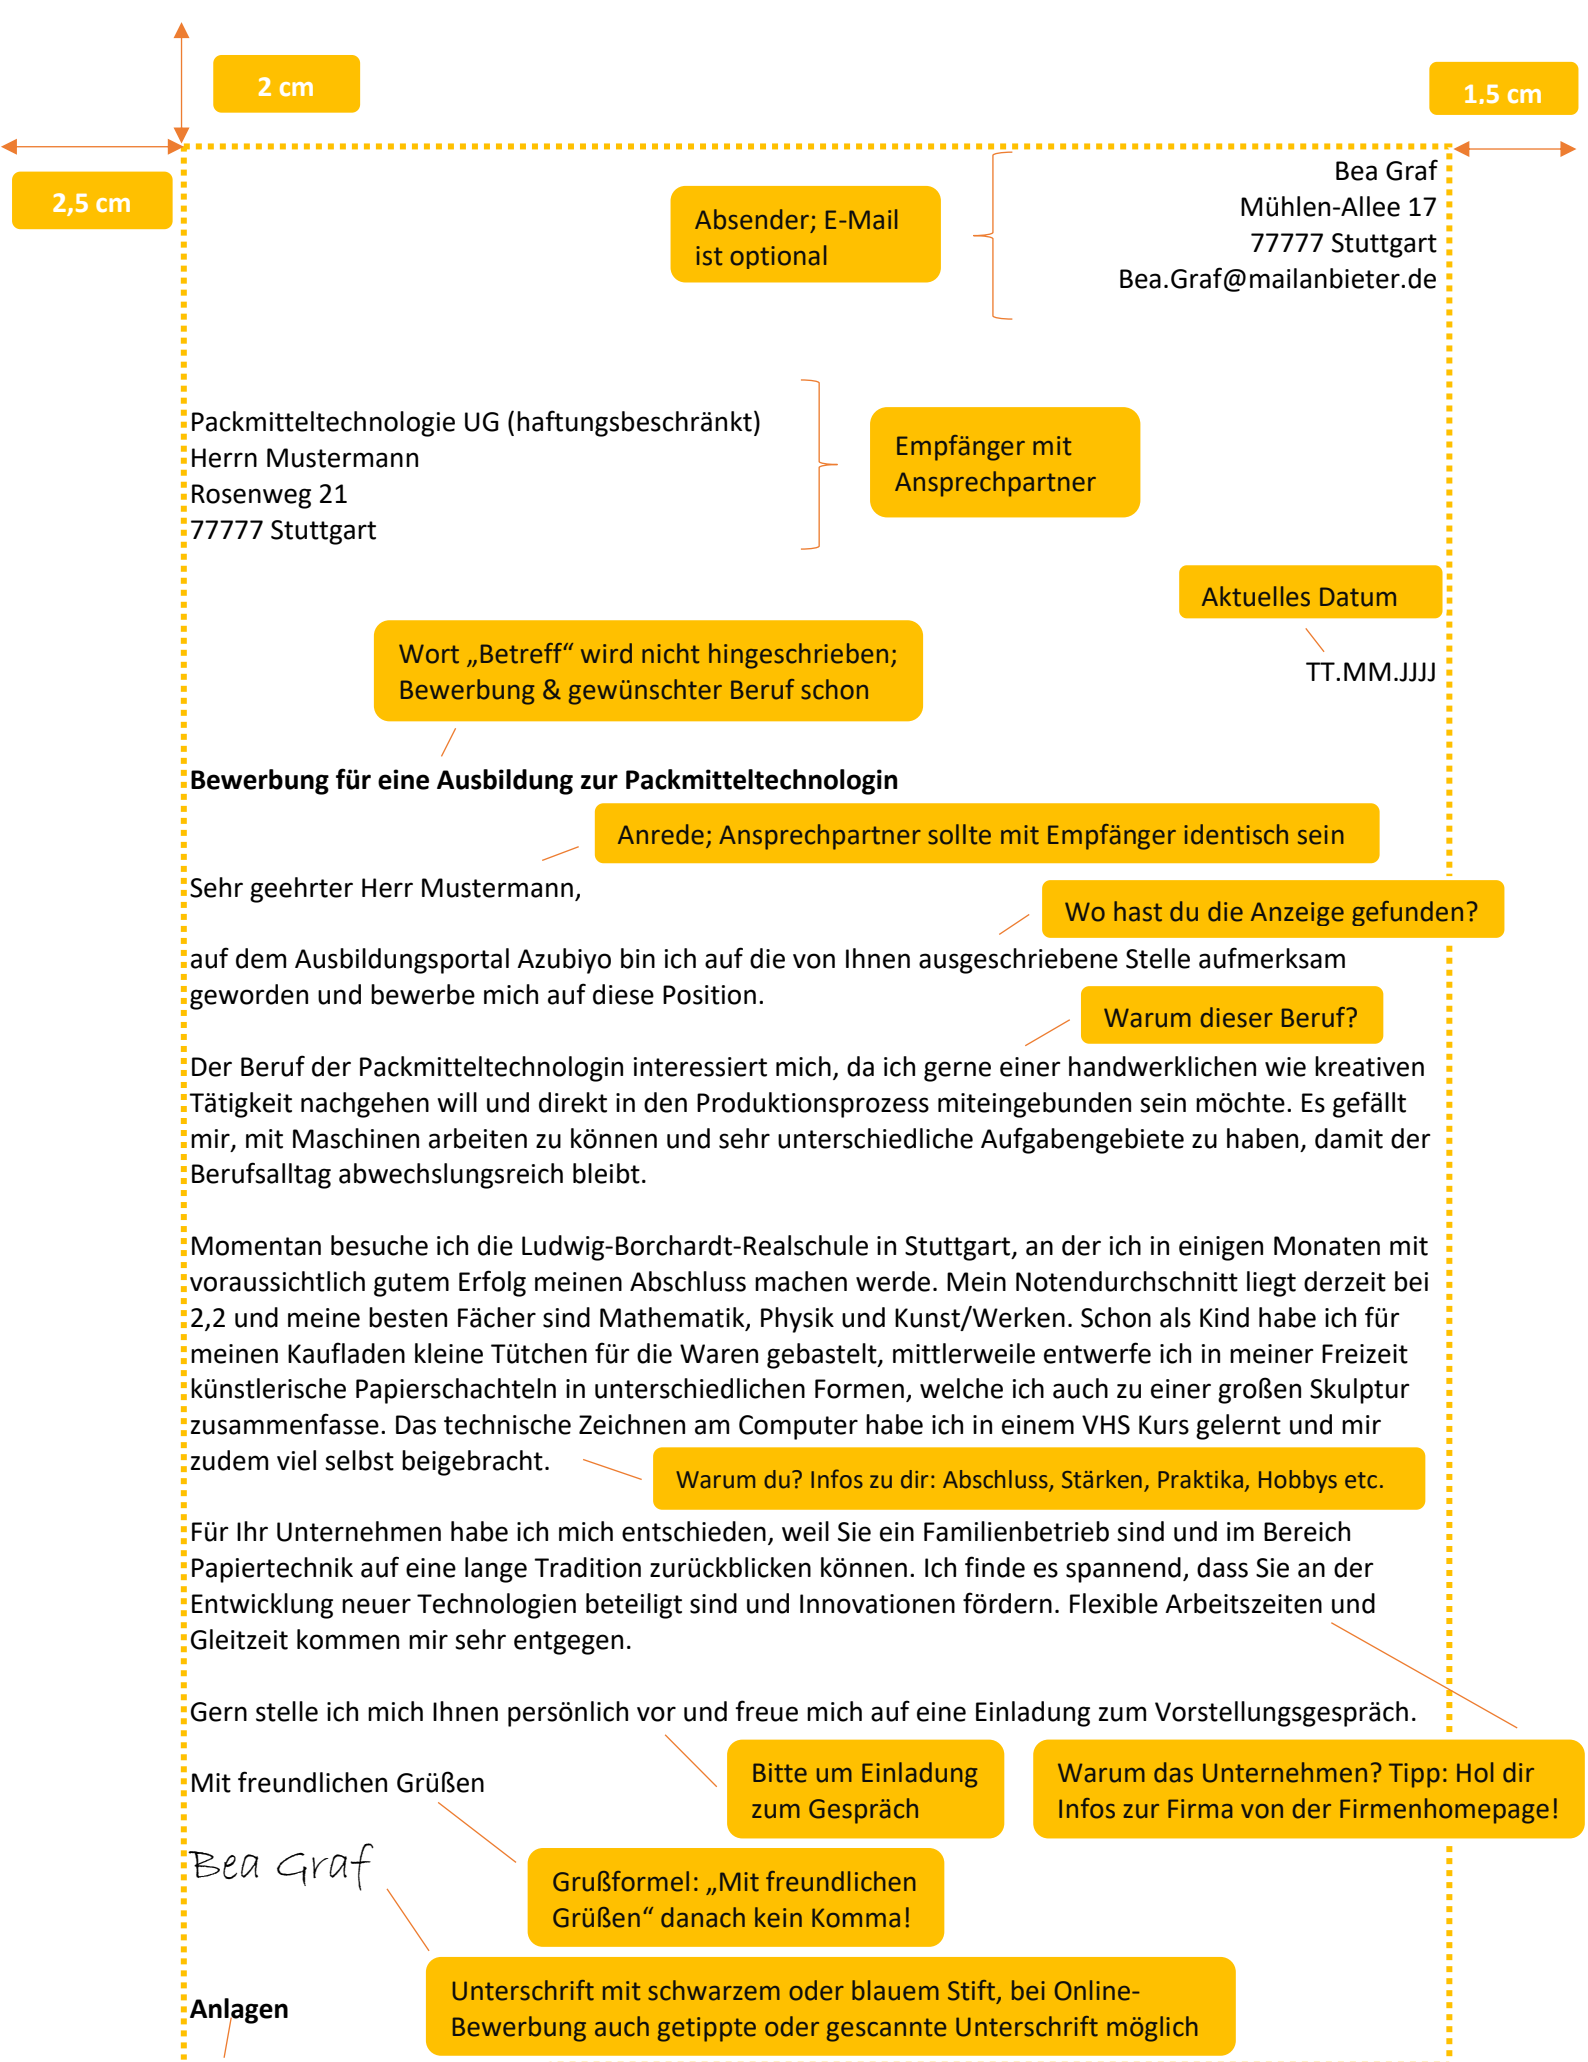 2 cm
1,5 cm
2,5 cm
Bea Graf
Mühlen-Allee 17
77777 Stuttgart
Bea.Graf@mailanbieter.de
Absender; E-Mail
ist optional
Packmitteltechnologie UG (haftungsbeschränkt)
Herrn Mustermann
Rosenweg 21
77777 Stuttgart
Empfänger mit
Ansprechpartner
Aktuelles Datum
TT.MM.JJJJ
Wort „Betreff“ wird nicht hingeschrieben;
Bewerbung & gewünschter Beruf schon
Bewerbung für eine Ausbildung zur Packmitteltechnologin
Anrede; Ansprechpartner sollte mit Empfänger identisch sein
Sehr geehrter Herr Mustermann,
Wo hast du die Anzeige gefunden?
auf dem Ausbildungsportal Azubiyo bin ich auf die von Ihnen ausgeschriebene Stelle aufmerksam
geworden und bewerbe mich auf diese Position.
Warum dieser Beruf?
Der Beruf der Packmitteltechnologin interessiert mich, da ich gerne einer handwerklichen wie kreativen
Tätigkeit nachgehen will und direkt in den Produktionsprozess miteingebunden sein möchte. Es gefällt
mir, mit Maschinen arbeiten zu können und sehr unterschiedliche Aufgabengebiete zu haben, damit der
Berufsalltag abwechslungsreich bleibt.
Momentan besuche ich die Ludwig-Borchardt-Realschule in Stuttgart, an der ich in einigen Monaten mit
voraussichtlich gutem Erfolg meinen Abschluss machen werde. Mein Notendurchschnitt liegt derzeit bei
2,2 und meine besten Fächer sind Mathematik, Physik und Kunst/Werken. Schon als Kind habe ich für
meinen Kaufladen kleine Tütchen für die Waren gebastelt, mittlerweile entwerfe ich in meiner Freizeit
künstlerische Papierschachteln in unterschiedlichen Formen, welche ich auch zu einer großen Skulptur
zusammenfasse. Das technische Zeichnen am Computer habe ich in einem VHS Kurs gelernt und mir
zudem viel selbst beigebracht.
Warum du? Infos zu dir: Abschluss, Stärken, Praktika, Hobbys etc.
Für Ihr Unternehmen habe ich mich entschieden, weil Sie ein Familienbetrieb sind und im Bereich
Papiertechnik auf eine lange Tradition zurückblicken können. Ich finde es spannend, dass Sie an der
Entwicklung neuer Technologien beteiligt sind und Innovationen fördern. Flexible Arbeitszeiten und
Gleitzeit kommen mir sehr entgegen.
Gern stelle ich mich Ihnen persönlich vor und freue mich auf eine Einladung zum Vorstellungsgespräch.
Bitte um Einladung
zum Gespräch
Warum das Unternehmen? Tipp: Hol dir
Infos zur Firma von der Firmenhomepage!
Mit freundlichen Grüßen
Bea Graf
Grußformel: „Mit freundlichen
Grüßen“ danach kein Komma!
Unterschrift mit schwarzem oder blauem Stift, bei Online-
Bewerbung auch getippte oder gescannte Unterschrift möglich
Anlagen